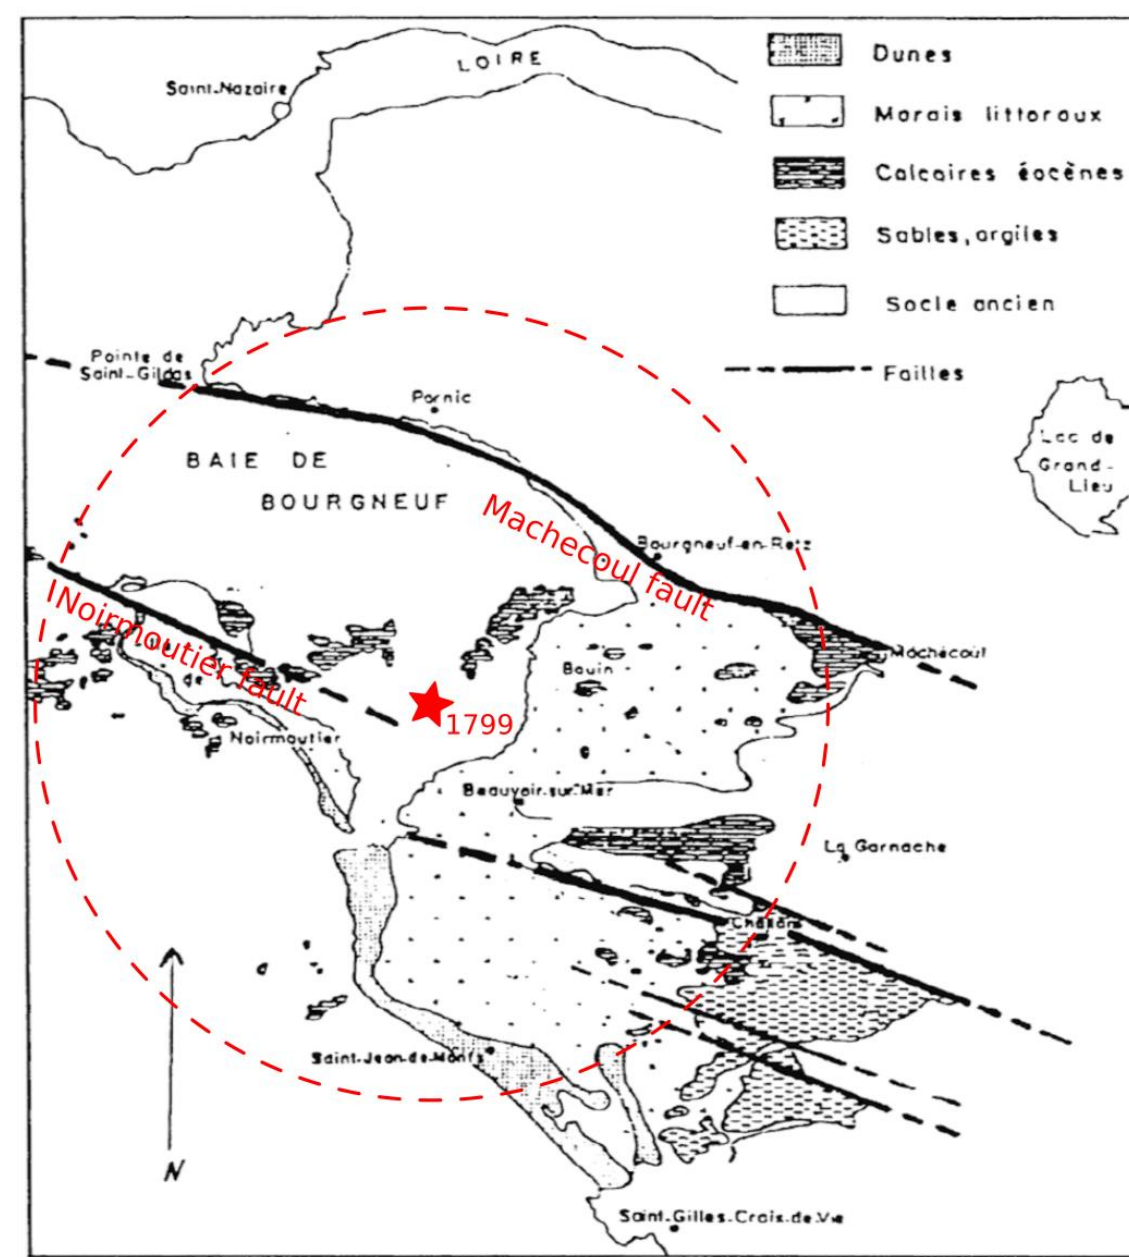 LOIRE
Saint-Nazaire
Dunes
Marais littoraux
Calcaires éocènes
Sables, argiles
Socle ancien
Failles
Pointe de
Saint-Gildas
Pornic
Lac de
Grand-
Lieu
BAIE DE
BOURGNEUF
Machecoul fault
Bourgneuf-en-Retz
Noirmoutier fault
Machecoul
Bouin
de
1799
Noirmoutier
Beauvoir-sur-Mer
La Garnache
Challans
Saint-Jean-de-Monts
N
Saint-Gilles-Croix-de-Vie